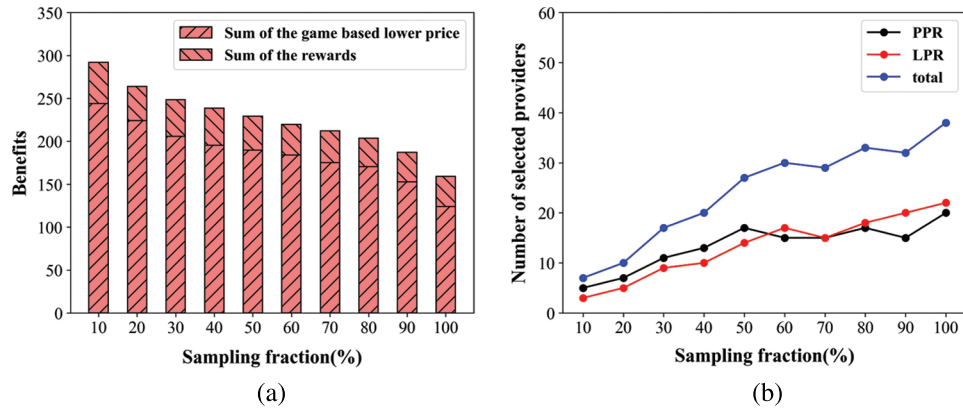 350
300
250
200
150
100
50
0
Benefits
Sum of the game based lower price
Sum of the rewards
10 20 30 40 50 60 70 80 90 100
Sampling fraction(%)
(a)
60
50
40
30
20
10
0
Number of selected providers
PPR
LPR
total
10 20 30 40 50 60 70 80 90 100
Sampling fraction(%)
(b)